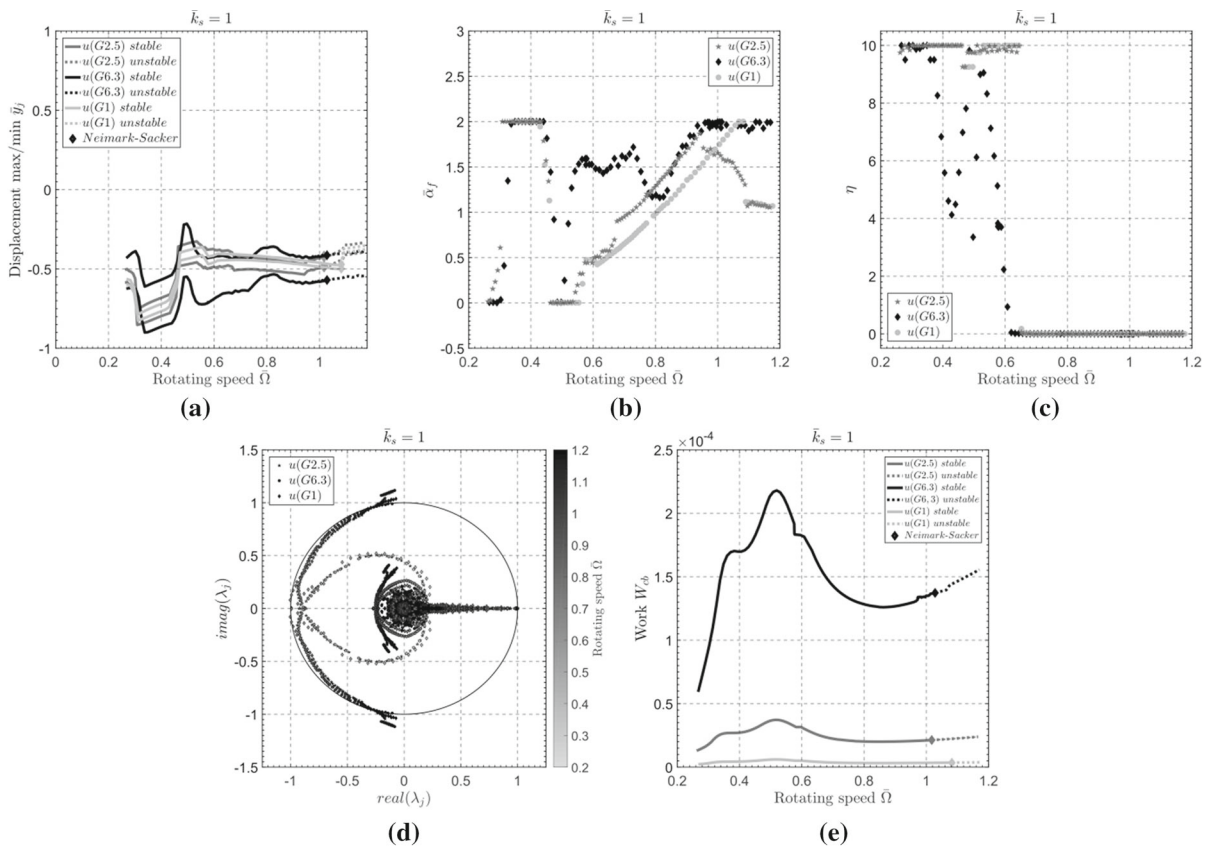 k̄ₛ = 1
Displacement max/min ȳⱼ
1
0.5
0
-0.5
-1
u(G2.5) stable
u(G2.5) unstable
u(G6.3) stable
u(G6.3) unstable
u(G1) stable
u(G1) unstable
Neimark-Sacker
0 0.2 0.4 0.6 0.8 1 1.2
Rotating speed Ω̄
(a)
k̄ₛ = 1
ᾱ_f
3
2.5
2
1.5
1
0.5
0
-0.5
u(G2.5)
u(G6.3)
u(G1)
0.2 0.4 0.6 0.8 1 1.2
Rotating speed Ω̄
(b)
k̄ₛ = 1
η
10
8
6
4
2
0
u(G2.5)
u(G6.3)
u(G1)
0.2 0.4 0.6 0.8 1 1.2
Rotating speed Ω̄
(c)
k̄ₛ = 1
imag(λⱼ)
1.5
1
0.5
0
-0.5
-1
-1.5
u(G2.5)
u(G6.3)
u(G1)
-1 -0.5 0 0.5 1
real(λⱼ)
1.2
1.1
1
0.9
0.8
0.7
0.6
0.5
0.4
0.3
0.2
Rotating speed Ω̄
(d)
k̄ₛ = 1
×10⁻⁴
Work W_cb
2.5
2
1.5
1
0.5
0
u(G2.5) stable
u(G2.5) unstable
u(G6.3) stable
u(G6,3) unstable
u(G1) stable
u(G1) unstable
Neimark-Sacker
0.2 0.4 0.6 0.8 1 1.2
Rotating speed Ω̄
(e)